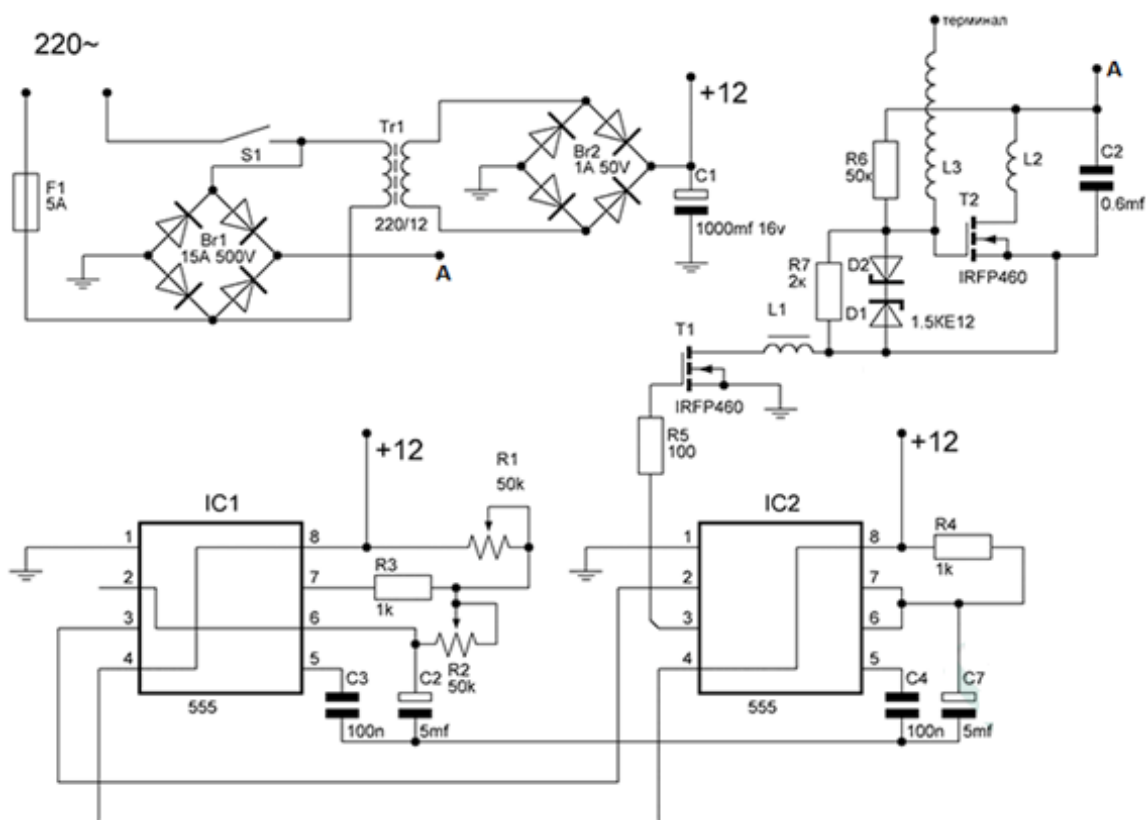 220~
терминал
A
+12
Tr1
S1
Br2
1A 50V
C1
1000mf 16v
F1
5A
Br1
15A 500V
220/12
A
R6
50к
L3
L2
C2
0.6mf
T2
IRFP460
R7
2к
D2
D1
1.5KE12
L1
T1
IRFP460
R5
100
+12
R1
50k
IC1
1
2
3
4
8
7
6
5
R3
1k
R2
50k
C3
100n
C2
5mf
555
+12
IC2
1
2
3
4
8
7
6
5
R4
1k
C4
100n
C7
5mf
555